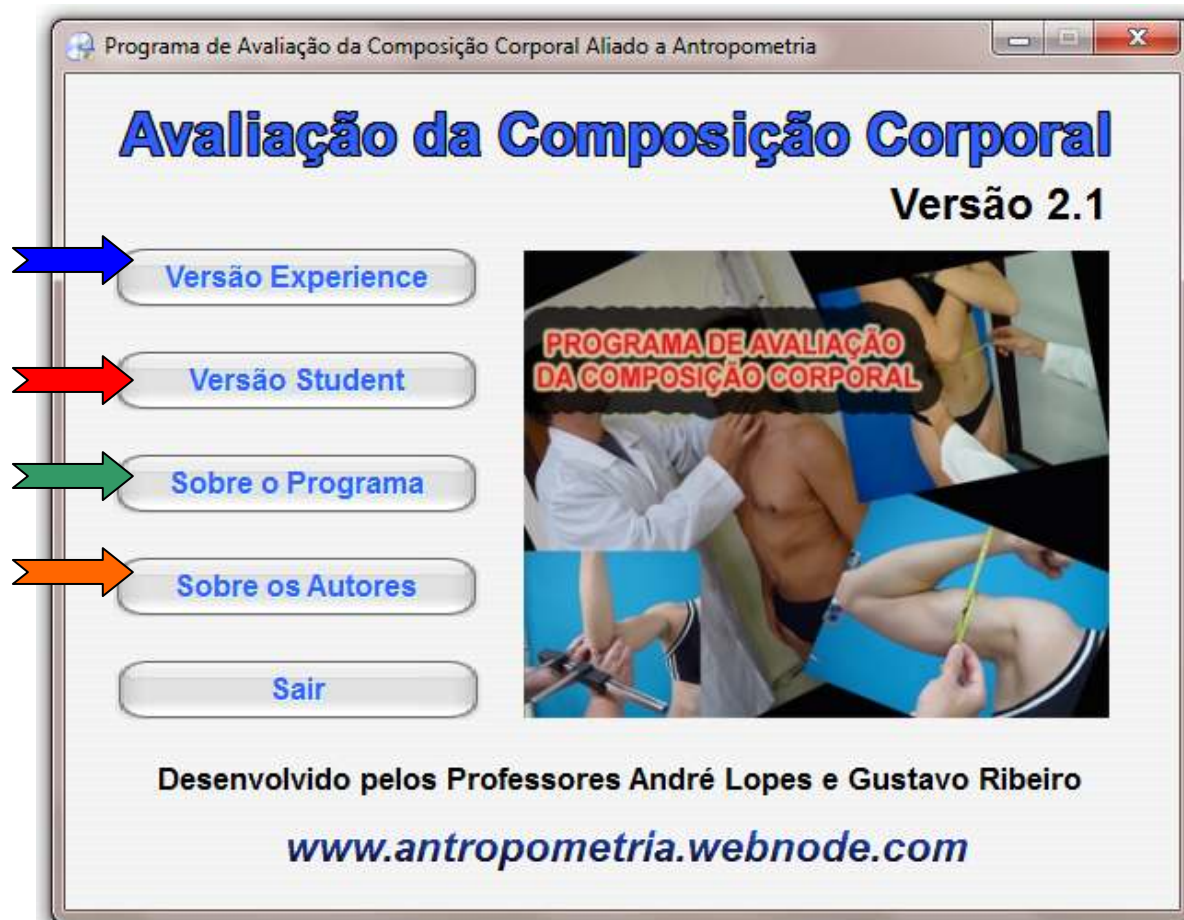 Programa de Avaliação da Composição Corporal Aliado a Antropometria
Avaliação da Composição Corporal
Versão 2.1
Versão Experience
Versão Student
Sobre o Programa
Sobre os Autores
Sair
PROGRAMA DE AVALIAÇÃO
DA COMPOSIÇÃO CORPORAL
Desenvolvido pelos Professores André Lopes e Gustavo Ribeiro
www.antropometria.webnode.com